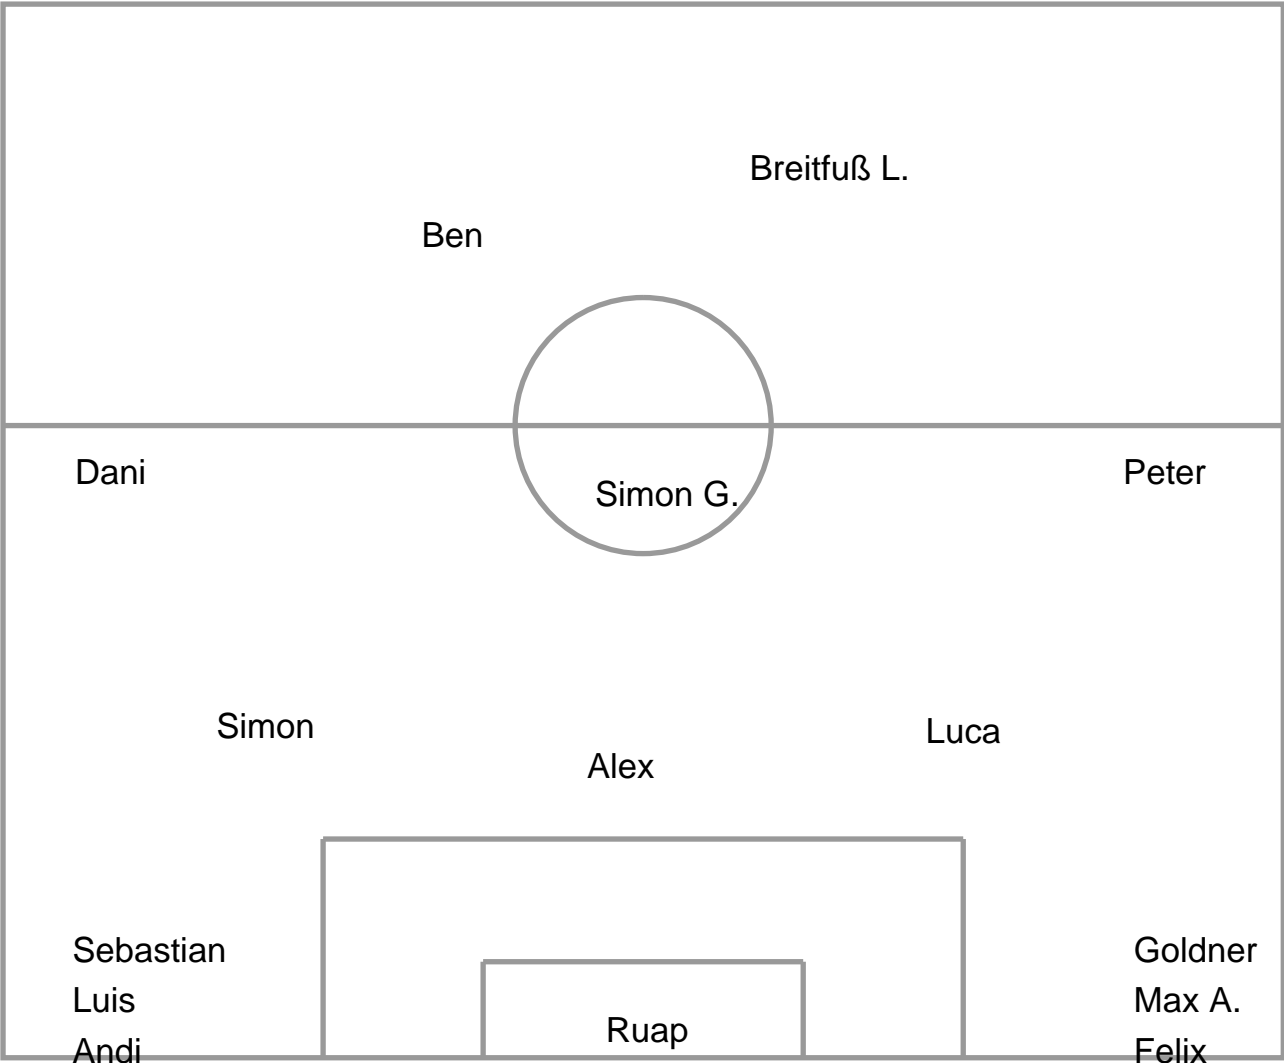 Breitfuß L.
Ben
Dani
Peter
Simon G.
Simon
Luca
Alex
Sebastian
Goldner
Luis
Max A.
Ruap
Andi
Felix